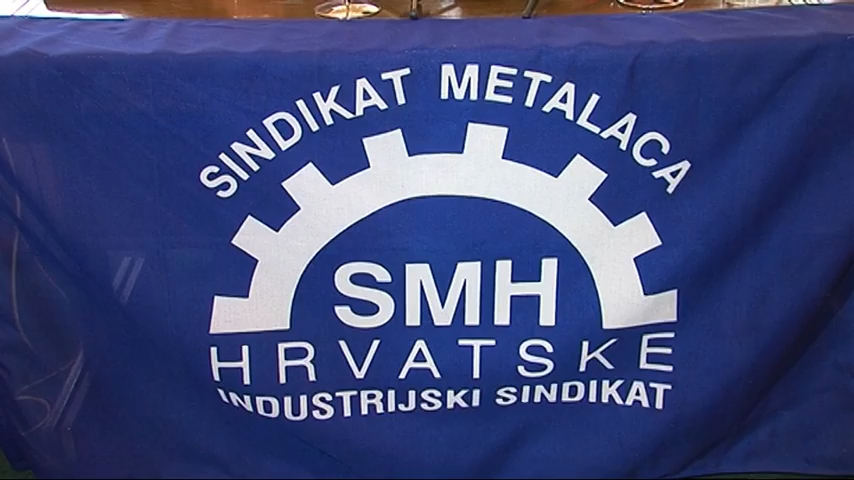 SINDIKAT METALACA
SMH
HRVATSKE
INDUSTRIJSKI SINDIKAT